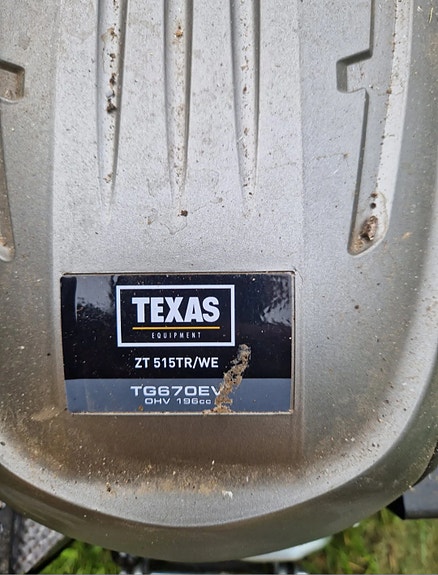 TEXAS
EQUIPMENT
ZT 515TR/WE
TG670EV
OHV 196cc